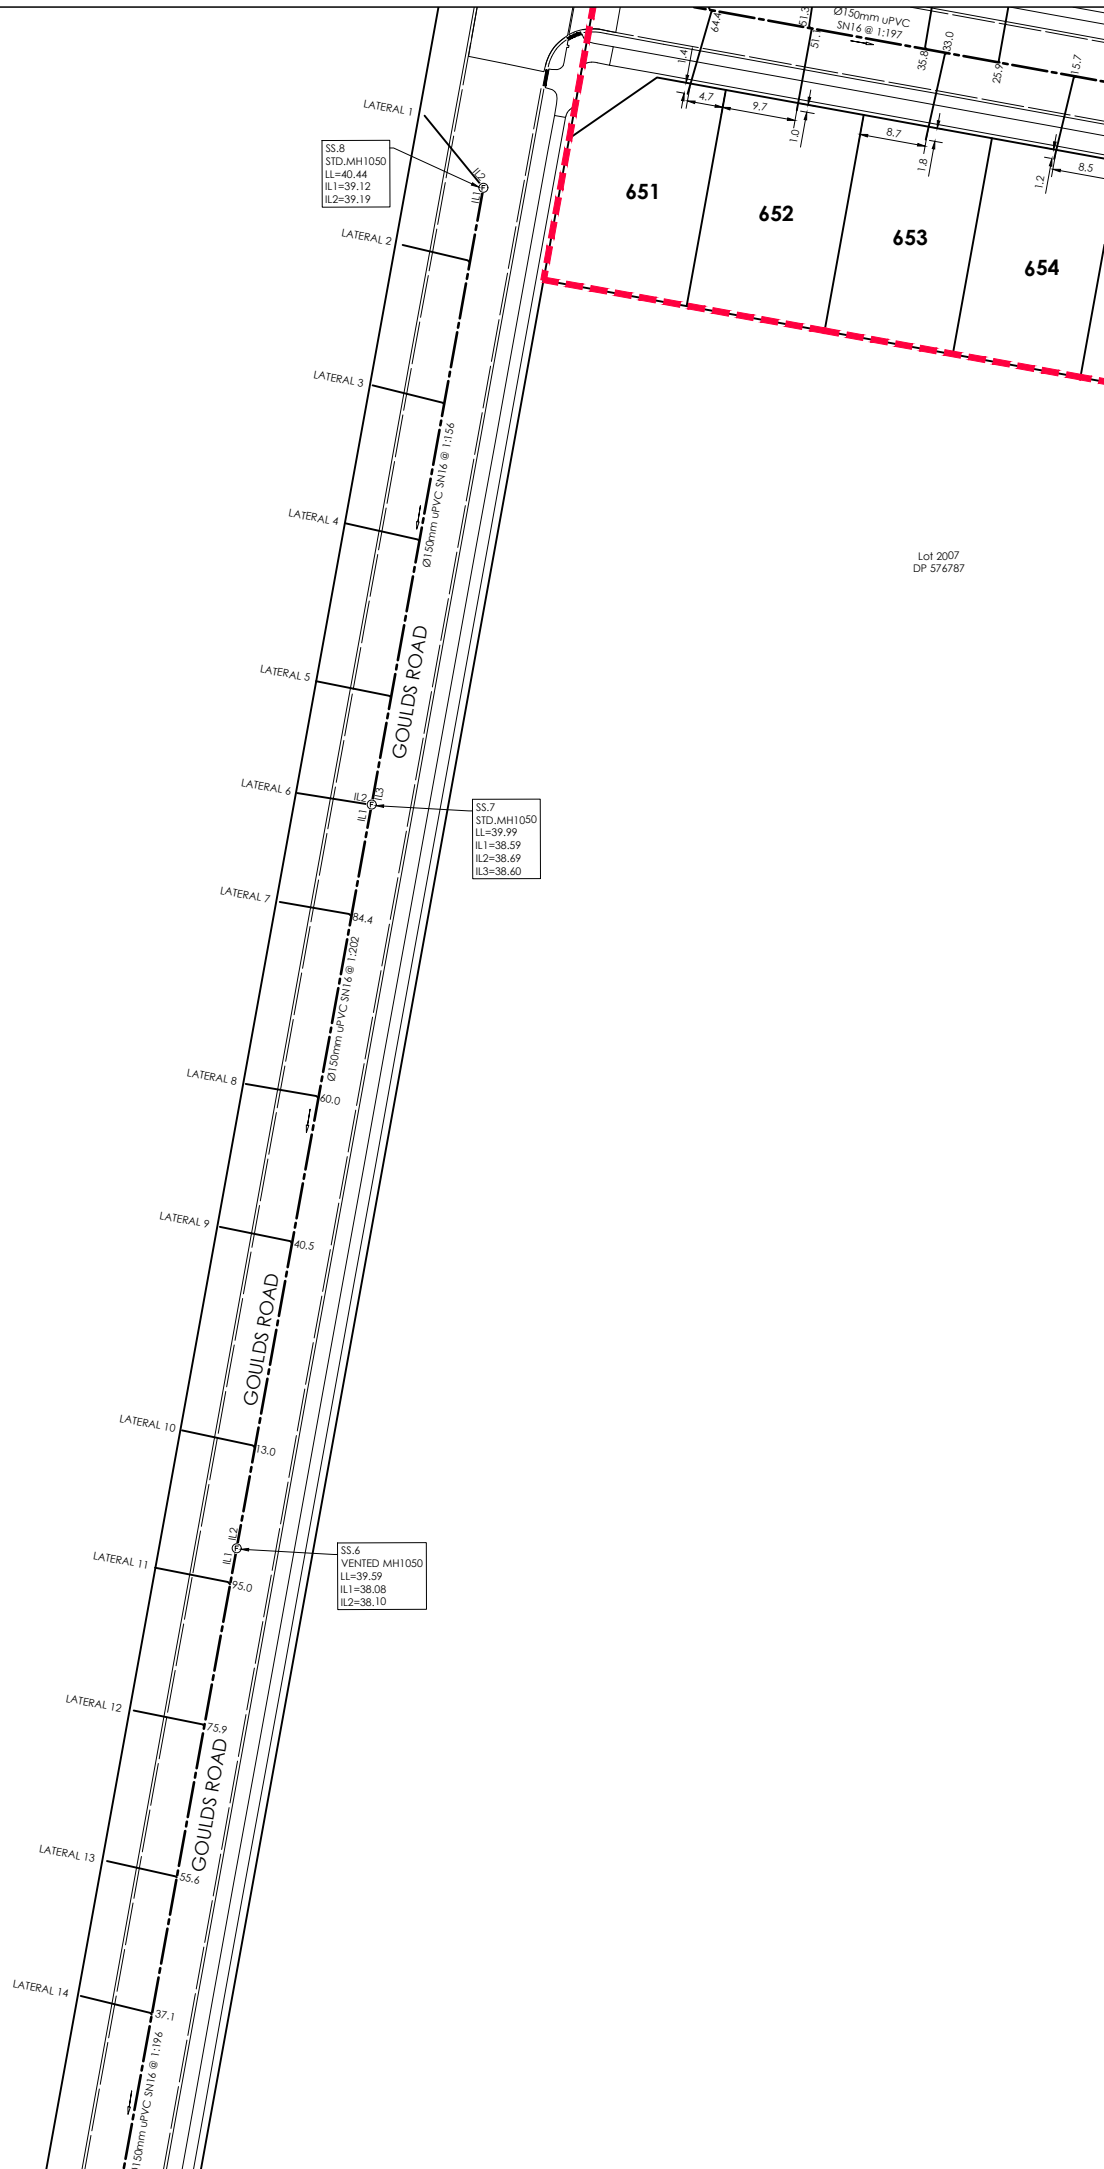 Ø150mm uPVC
SN16 @ 1:197
64.4
51.3
51.1
35.8
33.0
25.9
15.7
1.4
4.7
9.7
1.0
8.7
1.8
1.2
8.5
651
652
653
654
LATERAL 1
SS.8
STD.MH1050
LL=40.44
IL1=39.12
IL2=39.19
IL2
IL1
LATERAL 2
LATERAL 3
Ø150mm uPVC SN16 @ 1:156
LATERAL 4
Lot 2007
DP 576787
GOULDS ROAD
LATERAL 5
LATERAL 6
IL2
IL3
IL1
SS.7
STD.MH1050
LL=39.99
IL1=38.59
IL2=38.69
IL3=38.60
LATERAL 7
84.4
Ø150mm uPVC SN16 @ 1:202
LATERAL 8
60.0
LATERAL 9
40.5
GOULDS ROAD
LATERAL 10
13.0
IL2
IL1
SS.6
VENTED MH1050
LL=39.59
IL1=38.08
IL2=38.10
LATERAL 11
95.0
LATERAL 12
75.9
GOULDS ROAD
LATERAL 13
55.6
LATERAL 14
37.1
150mm uPVC SN16 @ 1:196